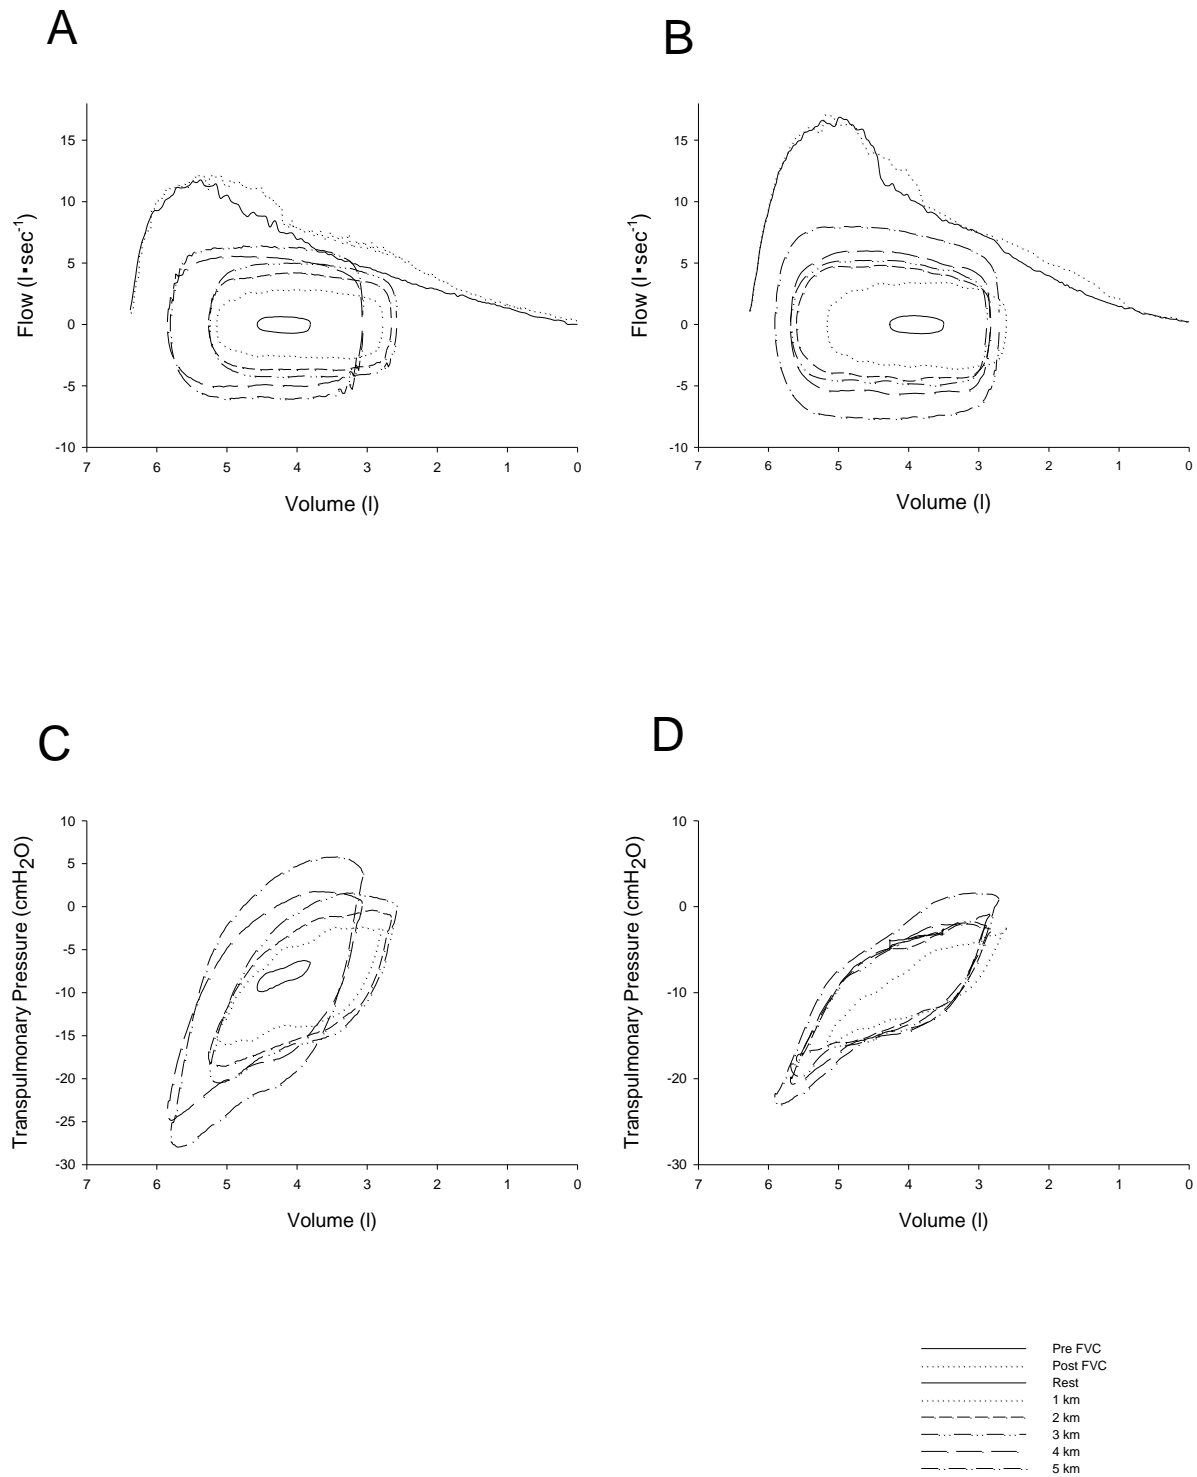 A
B
15
10
5
0
-5
-10
Flow (l▪sec⁻¹)
7 6 5 4 3 2 1 0
Volume (l)
15
10
5
0
-5
-10
Flow (l▪sec⁻¹)
7 6 5 4 3 2 1 0
Volume (l)
C
D
10
5
0
-5
-10
-15
-20
-25
-30
Transpulmonary Pressure (cmH₂O)
7 6 5 4 3 2 1 0
Volume (l)
10
5
0
-5
-10
-15
-20
-25
-30
Transpulmonary Pressure (cmH₂O)
7 6 5 4 3 2 1 0
Volume (l)
Pre FVC
Post FVC
Rest
1 km
2 km
3 km
4 km
5 km